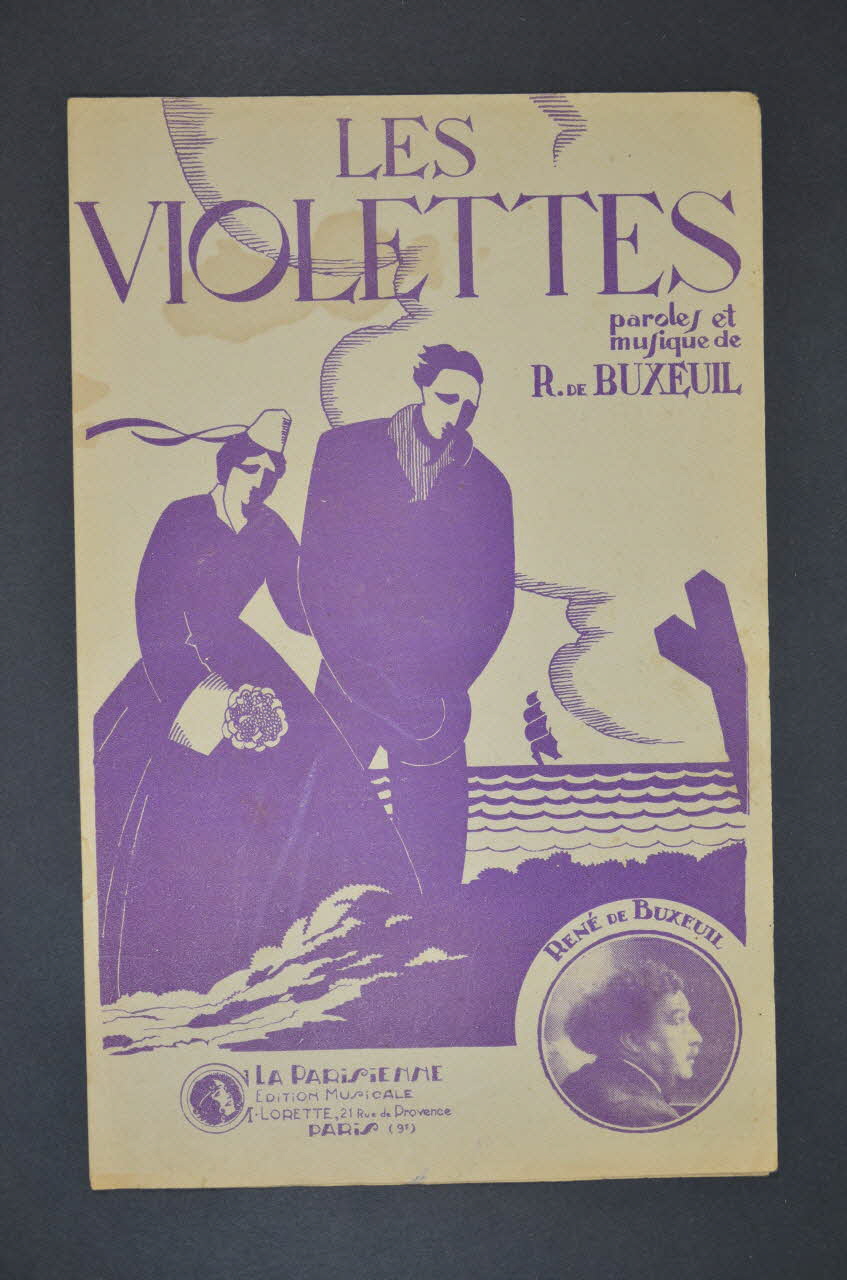 LES
VIOLETTES
paroles et
musique de
R. DE BUXEUIL
RENÉ DE BUXEUIL
LA PARISIENNE
EDITION MUSICALE
LORETTE, 21 Rue de Provence
PARIS (9e)